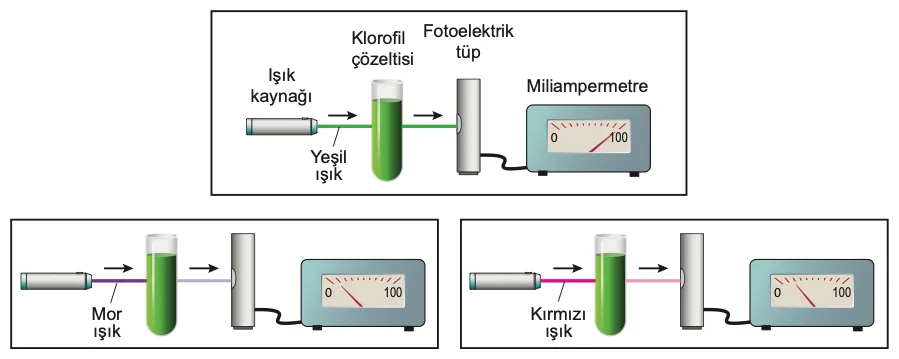 Klorofil
çözeltisi
Fotoelektrik
tüp
Işık
kaynağı
Miliampermetre
Yeşil
ışık
0
100
Mor
ışık
0
100
Kırmızı
ışık
0
100